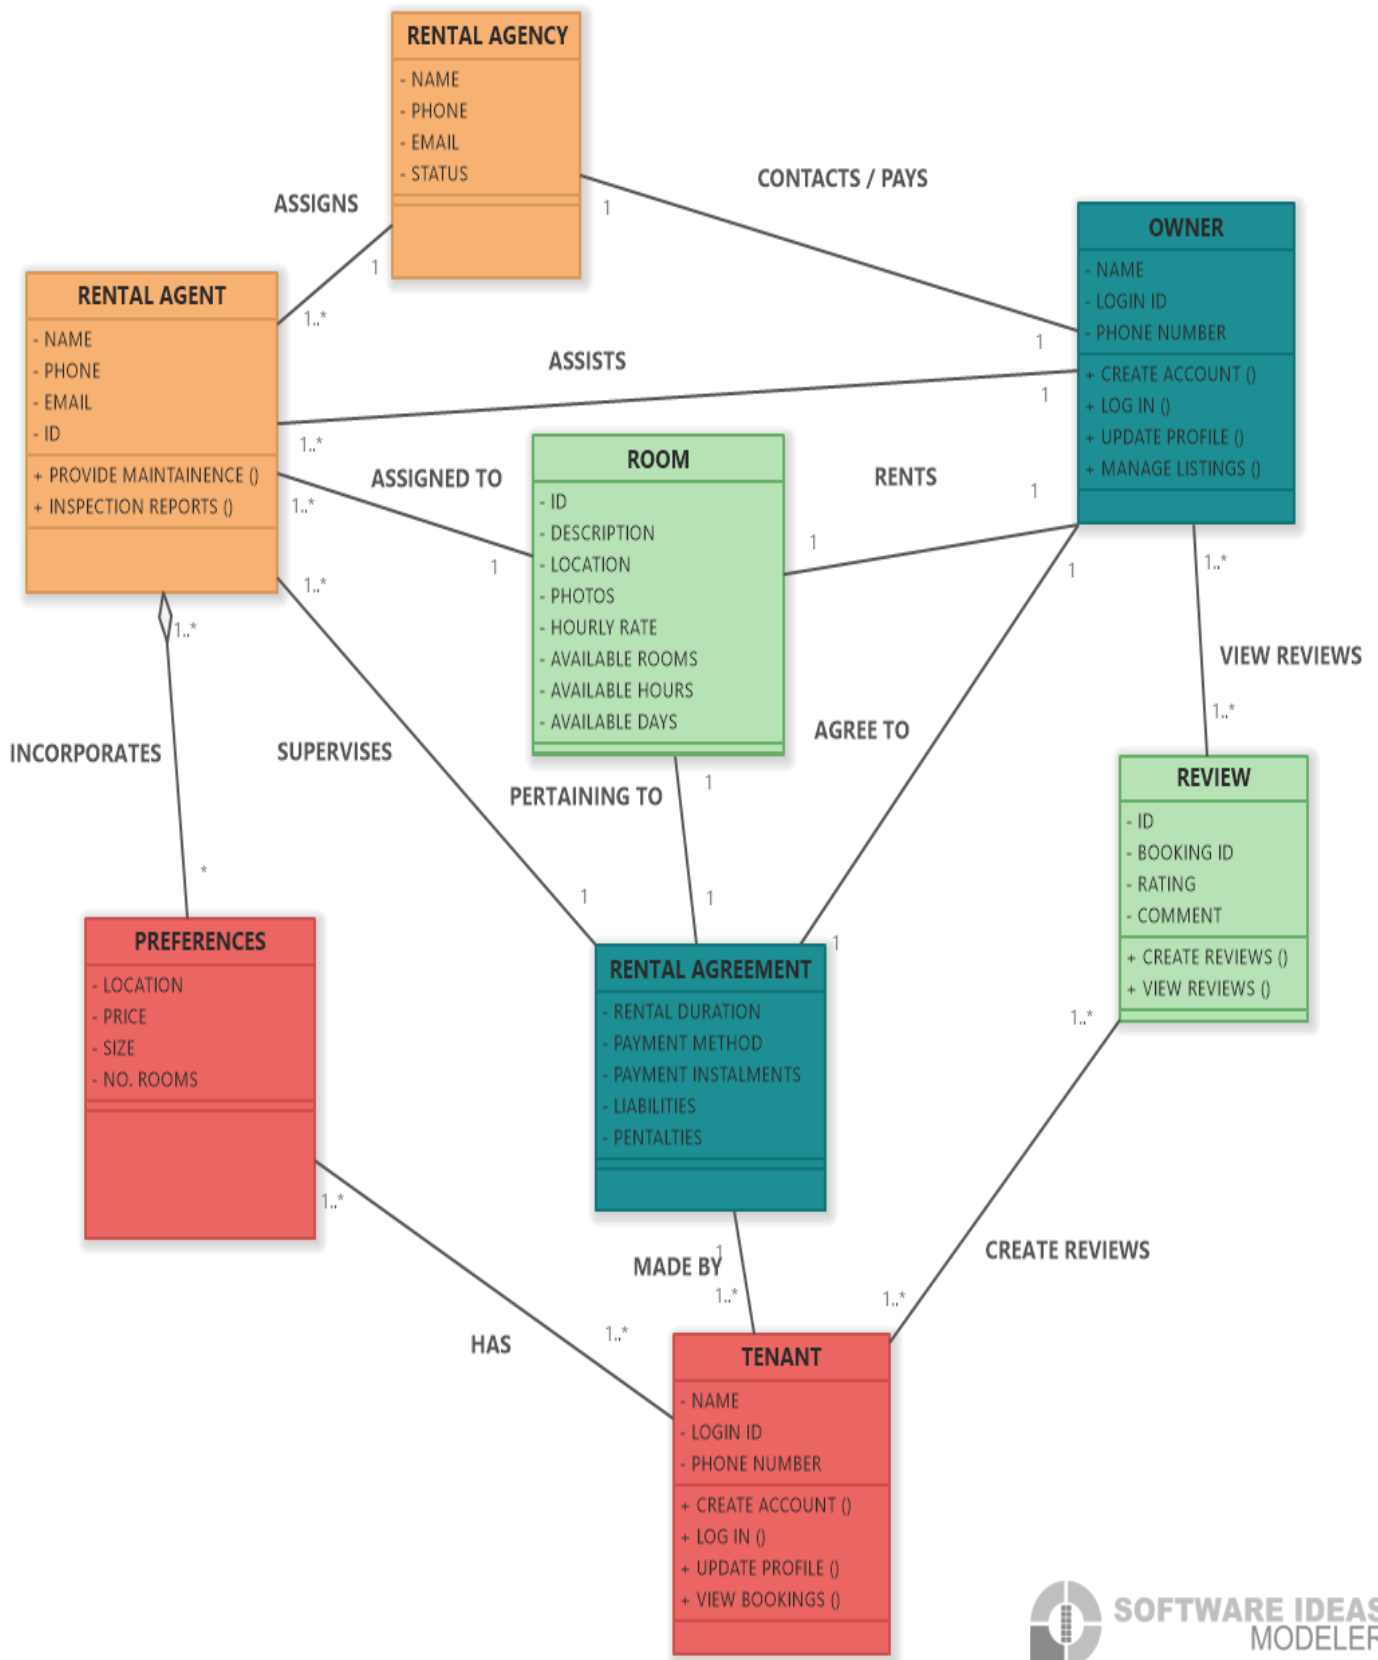 RENTAL AGENCY
- NAME
- PHONE
- EMAIL
- STATUS
ASSIGNS
1
1..*
CONTACTS / PAYS
1
1
OWNER
- NAME
- LOGIN ID
- PHONE NUMBER
+ CREATE ACCOUNT ()
+ LOG IN ()
+ UPDATE PROFILE ()
+ MANAGE LISTINGS ()
RENTAL AGENT
- NAME
- PHONE
- EMAIL
- ID
+ PROVIDE MAINTAINENCE ()
+ INSPECTION REPORTS ()
ASSISTS
1..*
1
ASSIGNED TO
1..*
1
ROOM
- ID
- DESCRIPTION
- LOCATION
- PHOTOS
- HOURLY RATE
- AVAILABLE ROOMS
- AVAILABLE HOURS
- AVAILABLE DAYS
RENTS
1
1
1..*
1..*
1
1..*
VIEW REVIEWS
1..*
INCORPORATES
*
SUPERVISES
1
PERTAINING TO
1
1
AGREE TO
1
REVIEW
- ID
- BOOKING ID
- RATING
- COMMENT
+ CREATE REVIEWS ()
+ VIEW REVIEWS ()
PREFERENCES
- LOCATION
- PRICE
- SIZE
- NO. ROOMS
RENTAL AGREEMENT
- RENTAL DURATION
- PAYMENT METHOD
- PAYMENT INSTALMENTS
- LIABILITIES
- PENTALTIES
1..*
1..*
HAS
1..*
MADE BY
1
1..*
CREATE REVIEWS
1..*
TENANT
- NAME
- LOGIN ID
- PHONE NUMBER
+ CREATE ACCOUNT ()
+ LOG IN ()
+ UPDATE PROFILE ()
+ VIEW BOOKINGS ()
SOFTWARE IDEAS
MODELER